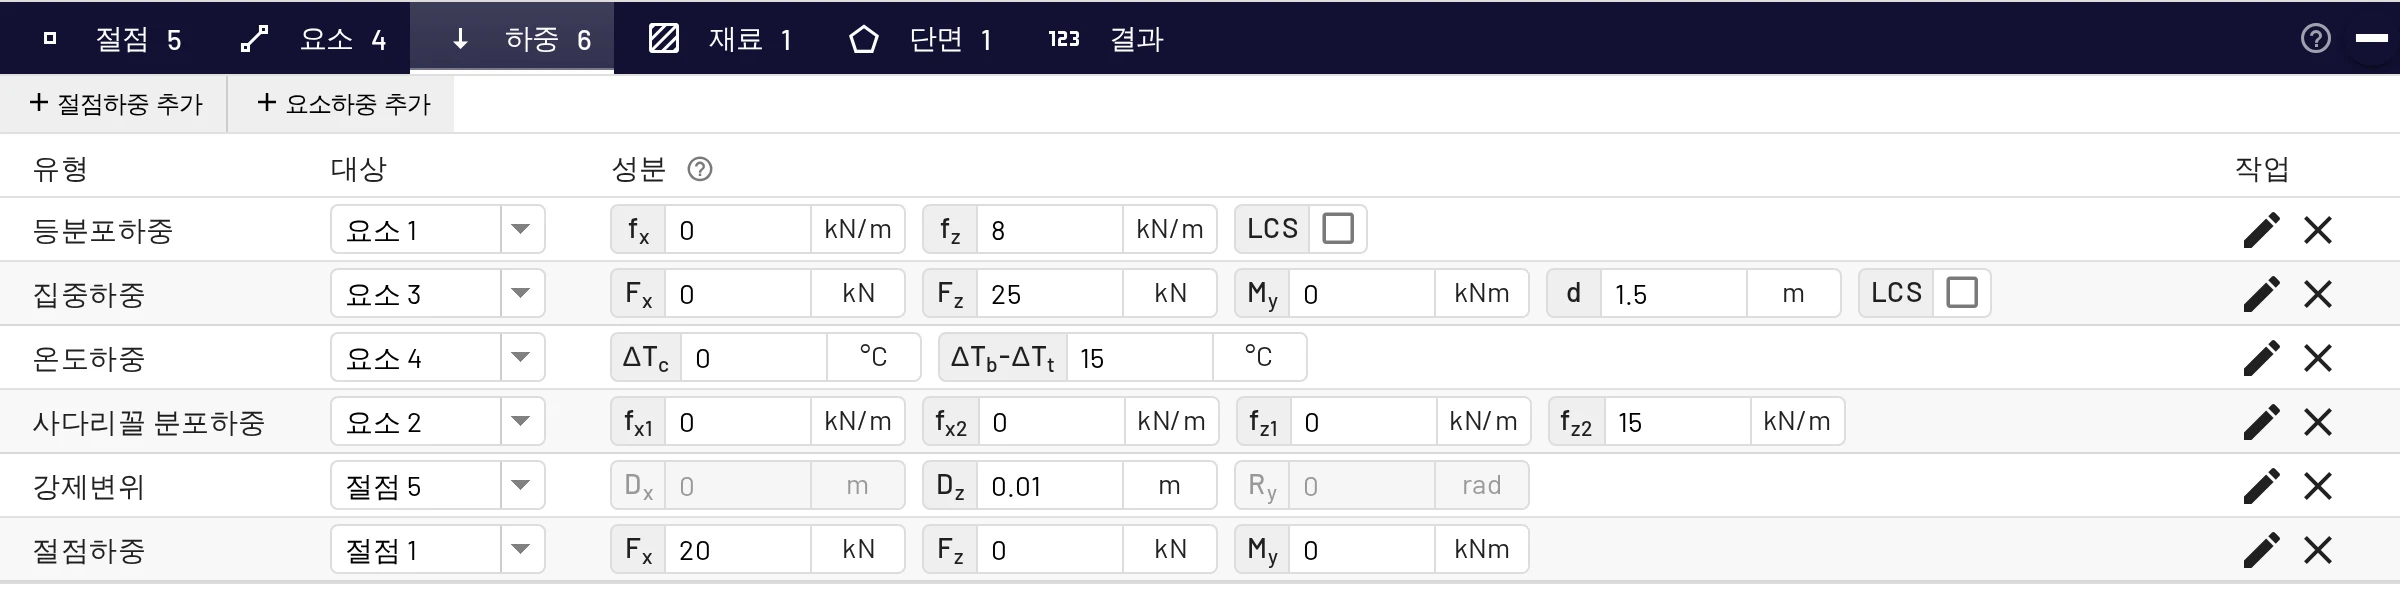 절점 5 요소 4 하중 6 재료 1 단면 1 123 결과
+ 절점하중 추가 + 요소하중 추가
유형 대상 성분 작업
등분포하중 요소 1 fx 0 kN/m fz 8 kN/m LCS
집중하중 요소 3 Fx 0 kN Fz 25 kN My 0 kNm d 1.5 m LCS
온도하중 요소 4 ΔTc 0 °C ΔTb-ΔTt 15 °C
사다리꼴 분포하중 요소 2 fx1 0 kN/m fx2 0 kN/m fz1 0 kN/m fz2 15 kN/m
강제변위 절점 5 Dx 0 m Dz 0.01 m Ry 0 rad
절점하중 절점 1 Fx 20 kN Fz 0 kN My 0 kNm